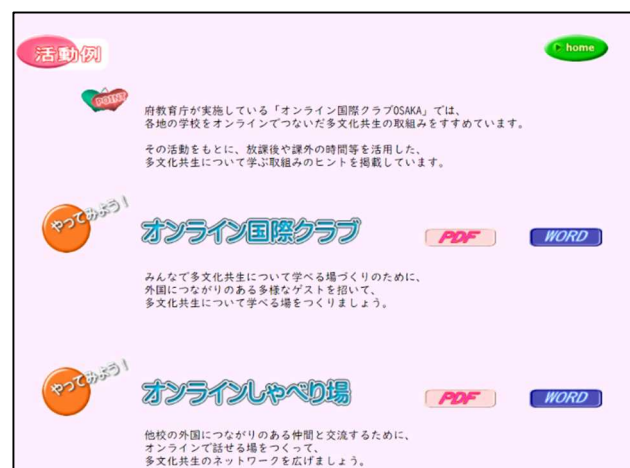 活動例
home
POINT
府教育庁が実施している「オンライン国際クラブOSAKA」では、
各地の学校をオンラインでつないだ多文化共生の取組みをすすめています。
その活動をもとに、放課後や課外の時間等を活用した、
多文化共生について学ぶ取組みのヒントを掲載しています。
やってみよう！
オンライン国際クラブ
PDF
WORD
みんなで多文化共生について学べる場づくりのために、
外国につながりのある多様なゲストを招いて、
多文化共生について学べる場をつくりましょう。
やってみよう！
オンラインしゃべり場
PDF
WORD
他校の外国につながりのある仲間と交流するために、
オンラインで話せる場をつくって、
多文化共生のネットワークを広げましょう。